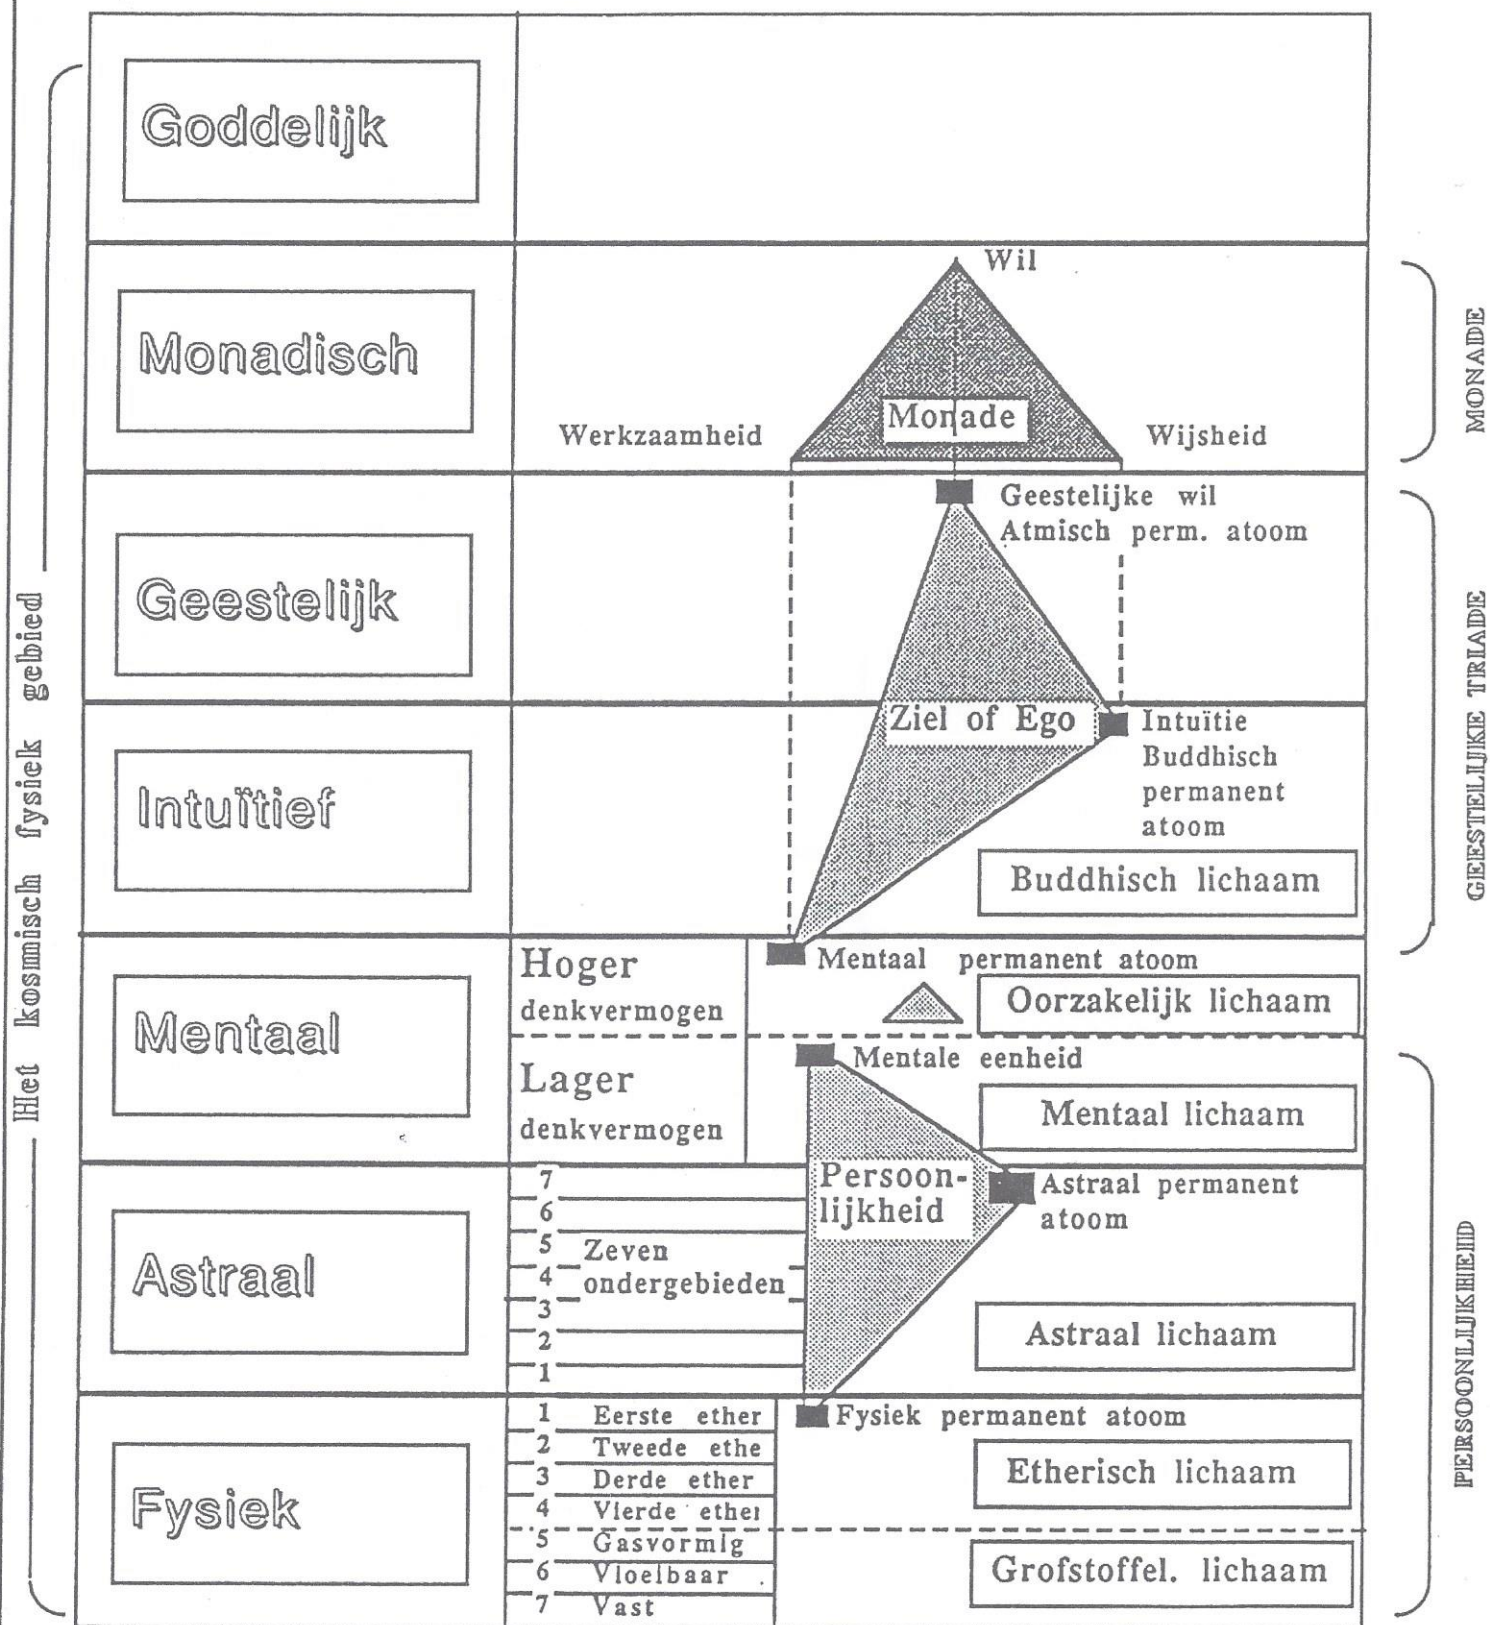 Het kosmisch fysiek gebied
Goddelijk
Monadisch
Wil
Monade
Werkzaamheid
Wijsheid
MONADE
Geestelijk
Geestelijke wil
Atmisch perm. atoom
GEESTELIJKE TRIADE
Intuïtief
Ziel of Ego
Intuïtie
Buddhisch
permanent
atoom
Buddhisch lichaam
Mentaal
Hoger
denkvermogen
Mentaal permanent atoom
Oorzakelijk lichaam
Lager
denkvermogen
Mentale eenheid
Mentaal lichaam
PERSOONLIJKHEID
Astraal
7
6
5
4
3
2
1
Zeven
ondergebieden
Persoon-
lijkheid
Astraal permanent
atoom
Astraal lichaam
Fysiek
1 Eerste ether
2 Tweede ethe
3 Derde ether
4 Vierde ether
5 Gasvormig
6 Vloeibaar
7 Vast
Fysiek permanent atoom
Etherisch lichaam
Grofstoffel. lichaam